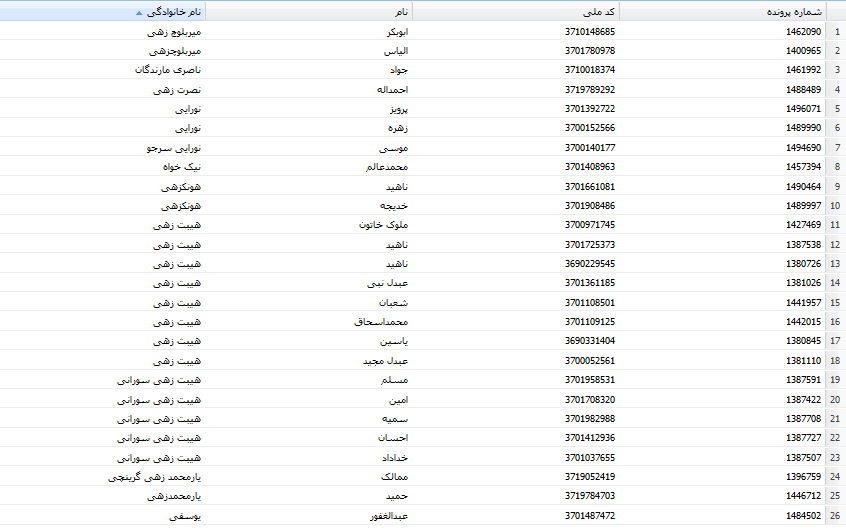 شماره پرونده کد ملی نام نام خانوادگی
1 1462090 3710148685 ابوبکر میربلوچ زهی
2 1400965 3701780978 الیاس میربلوچزهی
3 1461992 3710018374 جواد ناصری مارندگان
4 1488489 3719789292 احمداله نصرت زهی
5 1496071 3701392722 پرویز نورایی
6 1489990 3700152566 زهره نورایی
7 1494690 3700140177 موسی نورایی سرجو
8 1457394 3701408963 محمدعالم نیک خواه
9 1490464 3701661081 ناهید هونکزهی
10 1489997 3701908486 خدیجه هونکزهی
11 1427469 3700971745 ملوک خاتون هیبت زهی
12 1387538 3701725373 ناهید هیبت زهی
13 1380726 3690229545 ناهید هیبت زهی
14 1381026 3701361185 عبدل نبی هیبت زهی
15 1441957 3701108501 شعبان هیبت زهی
16 1442015 3701109125 محمداسحاق هیبت زهی
17 1380845 3690331404 یاسین هیبت زهی
18 1381110 3700052561 عبدل مجید هیبت زهی
19 1387591 3701958531 مسلم هیبت زهی سورانی
20 1387422 3701708320 امین هیبت زهی سورانی
21 1387708 3701982988 سمیه هیبت زهی سورانی
22 1387727 3701412936 احسان هیبت زهی سورانی
23 1387507 3701037655 خداداد هیبت زهی سورانی
24 1396759 3719052419 ممالک یارمحمد زهی گرینچی
25 1446712 3719784703 حمید یارمحمدزهی
26 1484502 3701487472 عبدالغفور یوسفی